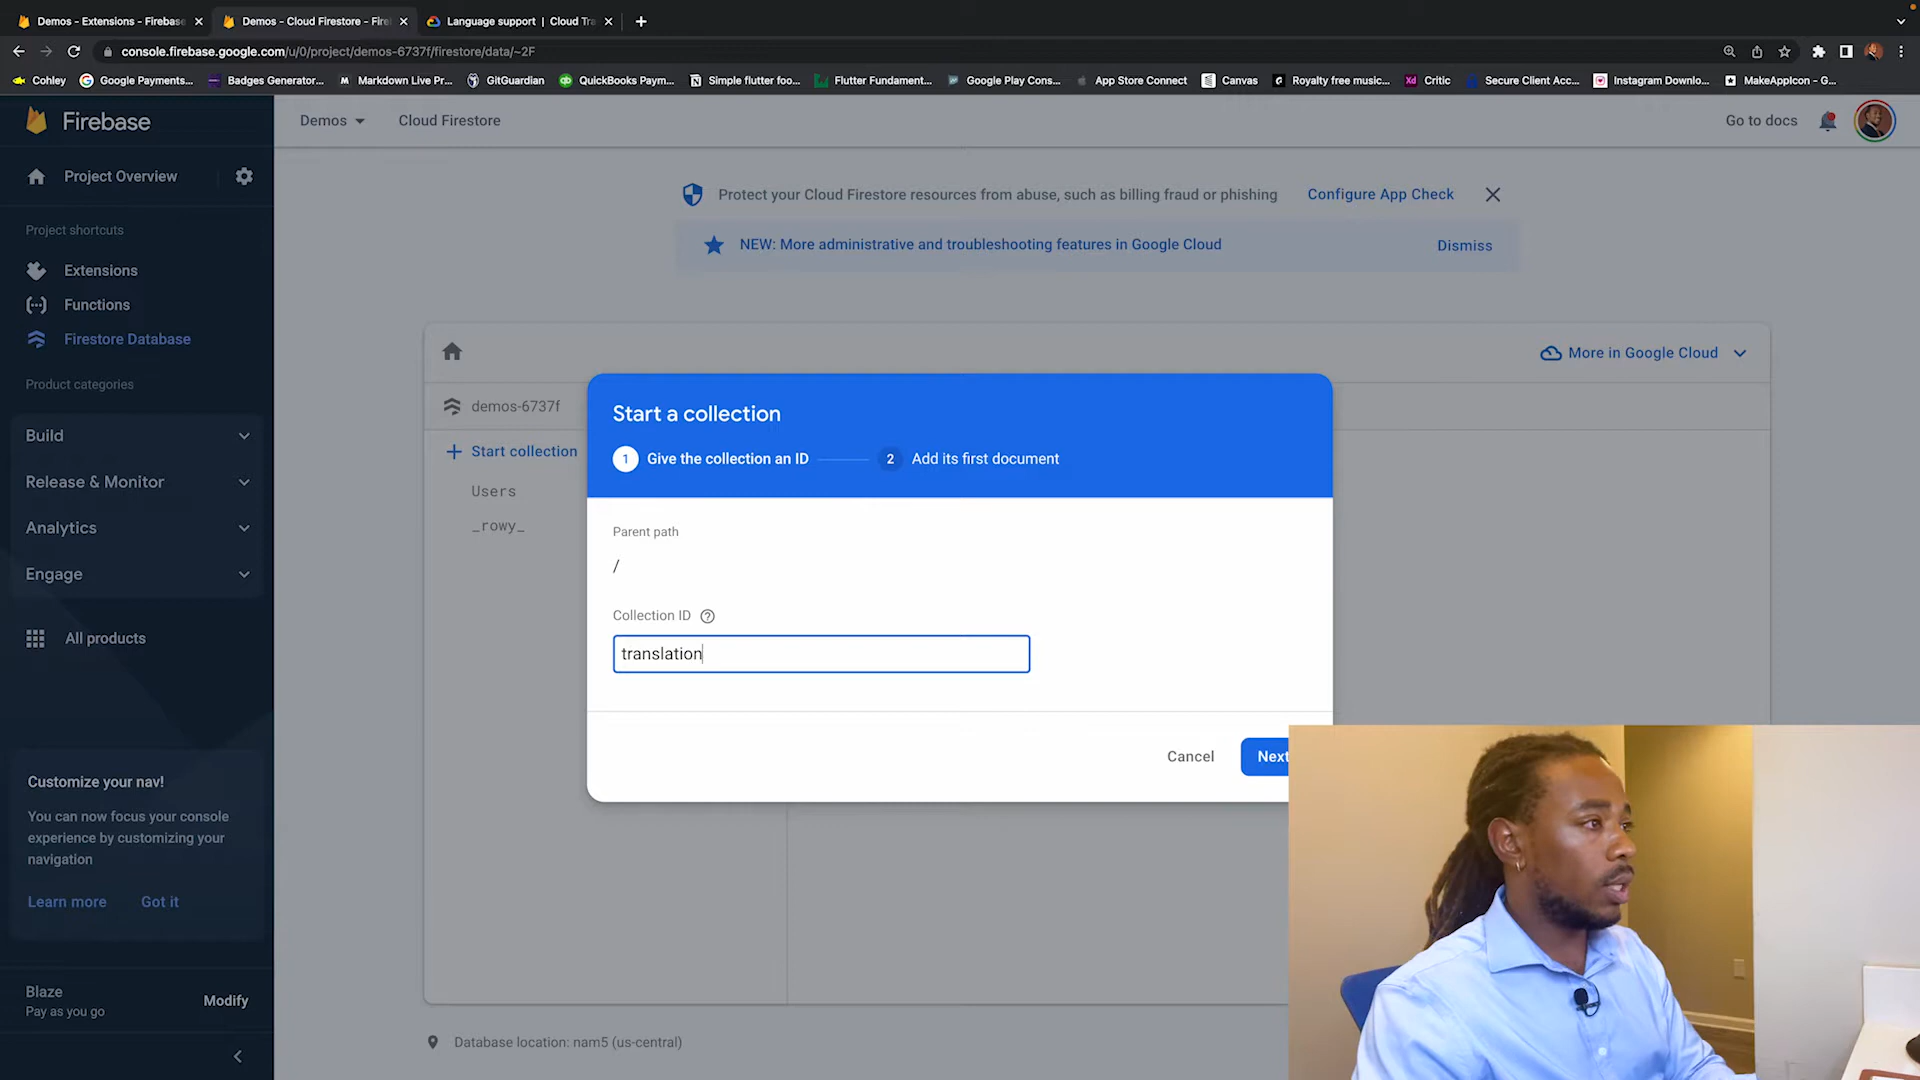 Demos - Extensions - Firebase
Demos - Cloud Firestore - Fire
Language support | Cloud Tr
console.firebase.google.com/u/0/project/demos-6737f/firestore/data/~2F
Cohley
Google Payments...
Badges Generator...
Markdown Live Pr...
GitGuardian
QuickBooks Paym...
Simple flutter foo...
Flutter Fundament...
Google Play Cons...
App Store Connect
Canvas
Royalty free music...
Critic
Secure Client Acc...
Instagram Downlo...
MakeAppIcon - G...
Firebase
Demos
Cloud Firestore
Go to docs
Project Overview
Project shortcuts
Extensions
Functions
Firestore Database
Product categories
Build
Release & Monitor
Analytics
Engage
All products
Customize your nav!
You can now focus your console
experience by customizing your
navigation
Learn more
Got it
Blaze
Pay as you go
Modify
Protect your Cloud Firestore resources from abuse, such as billing fraud or phishing
Configure App Check
NEW: More administrative and troubleshooting features in Google Cloud
Dismiss
More in Google Cloud
demos-6737f
Start collection
Users
_rowy_
Start a collection
1 Give the collection an ID
2 Add its first document
Parent path
/
Collection ID
translation
Cancel
Next
Database location: nam5 (us-central)